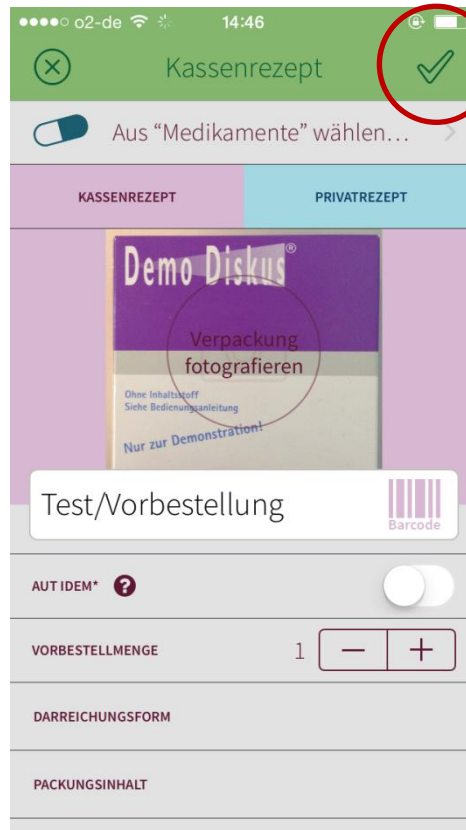 o2-de 14:46
Kassenrezept
Aus “Medikamente” wählen...
KASSENREZEPT PRIVATREZEPT
Demo Diskus®
Verpackung
fotografieren
Ohne Inhaltsstoff
Siehe Bedienungsanleitung
Nur zur Demonstration!
Test/Vorbestellung
Barcode
AUT IDEM* ?
VORBESTELLMENGE 1 − +
DARREICHUNGSFORM
PACKUNGSINHALT